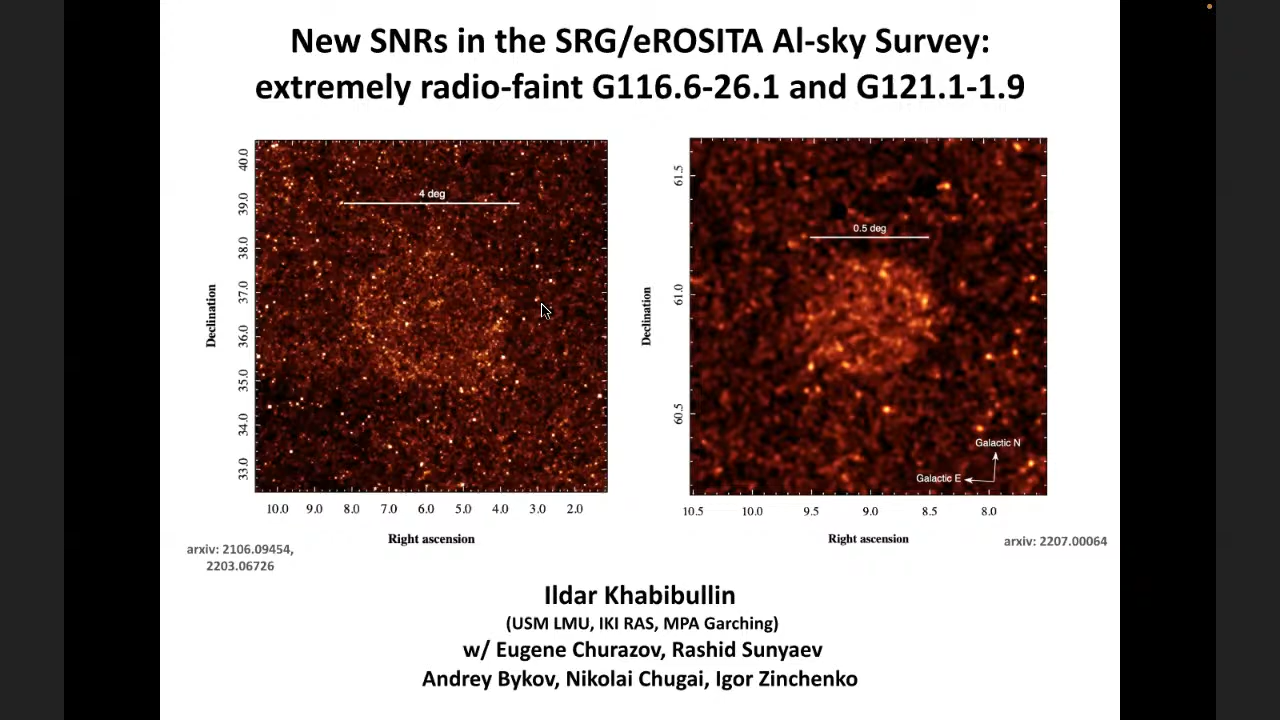 New SNRs in the SRG/eROSITA Al-sky Survey:
extremely radio-faint G116.6-26.1 and G121.1-1.9
40.0
39.0
38.0
37.0
36.0
35.0
34.0
33.0
Declination
4 deg
10.0 9.0 8.0 7.0 6.0 5.0 4.0 3.0 2.0
Right ascension
61.5
61.0
60.5
Declination
0.5 deg
Galactic N
Galactic E
10.5 10.0 9.5 9.0 8.5 8.0
Right ascension
arxiv: 2106.09454,
2203.06726
arxiv: 2207.00064
Ildar Khabibullin
(USM LMU, IKI RAS, MPA Garching)
w/ Eugene Churazov, Rashid Sunyaev
Andrey Bykov, Nikolai Chugai, Igor Zinchenko